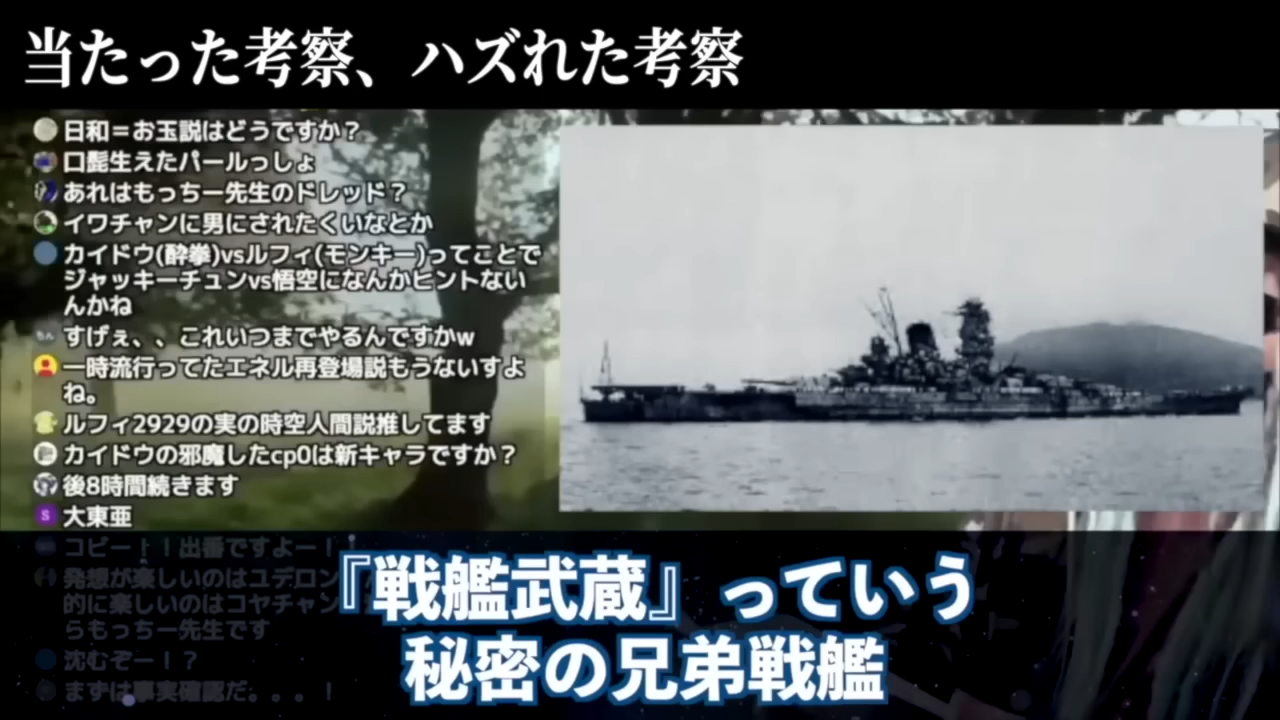 当たった考察、ハズれた考察
日和＝お玉説はどうですか？
口髭生えたパールっしょ
あれはもっちー先生のドレッド？
イワチャンに男にされたくいなとか
カイドウ(酔拳)vsルフィ(モンキー)ってことで
ジャッキーチュンvs悟空になんかヒントない
んかね
すげぇ、、これいつまでやるんですかw
一時流行ってたエネル再登場説もうないすよ
ね。
ルフィ2929の実の時空人間説推してます
カイドウの邪魔したcp0は新キャラですか？
後8時間続きます
S
大東亜
コピー！！出番ですよー！
発想が楽しいのはユデロン
的に楽しいのはコヤチャン
らもっちー先生です
沈むぞー！？
まずは事実確認だ。。。！
『戦艦武蔵』っていう
秘密の兄弟戦艦